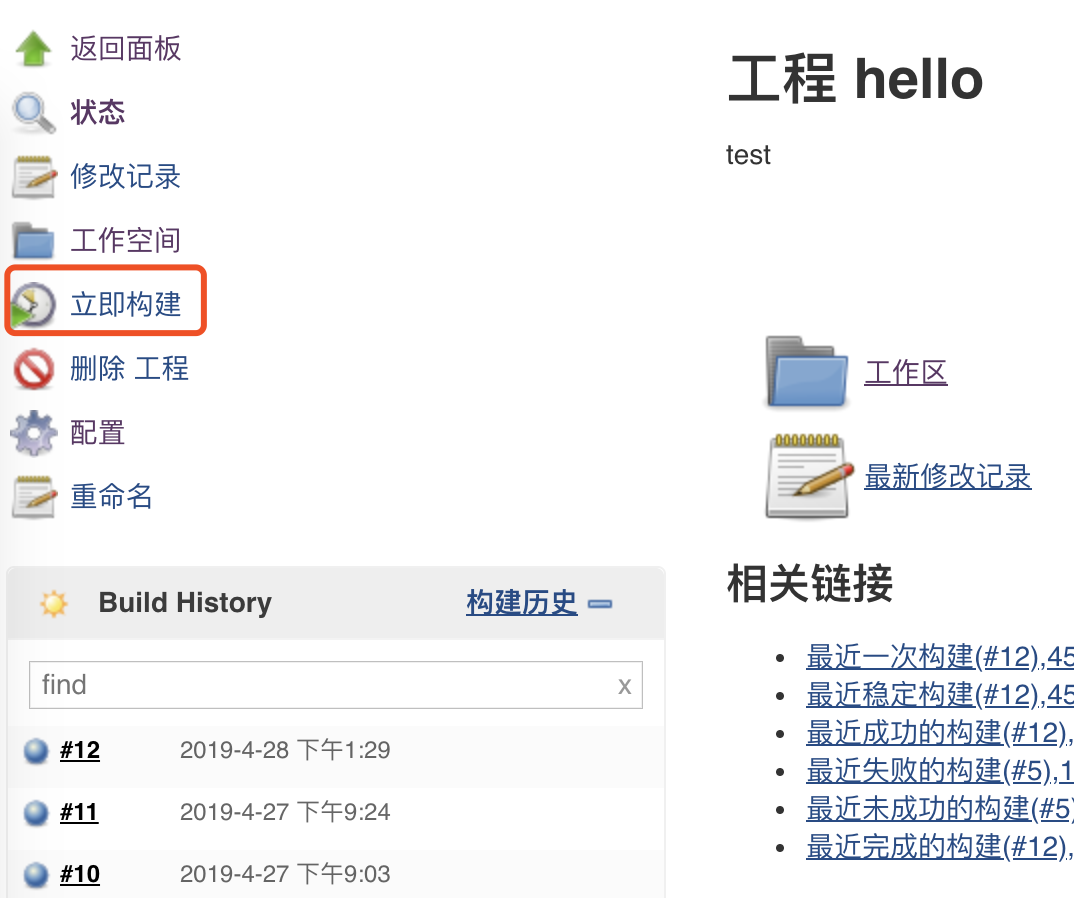 返回面板
状态
修改记录
工作空间
立即构建
删除 工程
配置
重命名
Build History 构建历史
find x
#12 2019-4-28 下午1:29
#11 2019-4-27 下午9:24
#10 2019-4-27 下午9:03
工程 hello
test
工作区
最新修改记录
相关链接
最近一次构建(#12),45
最近稳定构建(#12),45
最近成功的构建(#12),
最近失败的构建(#5),1
最近未成功的构建(#5)
最近完成的构建(#12),